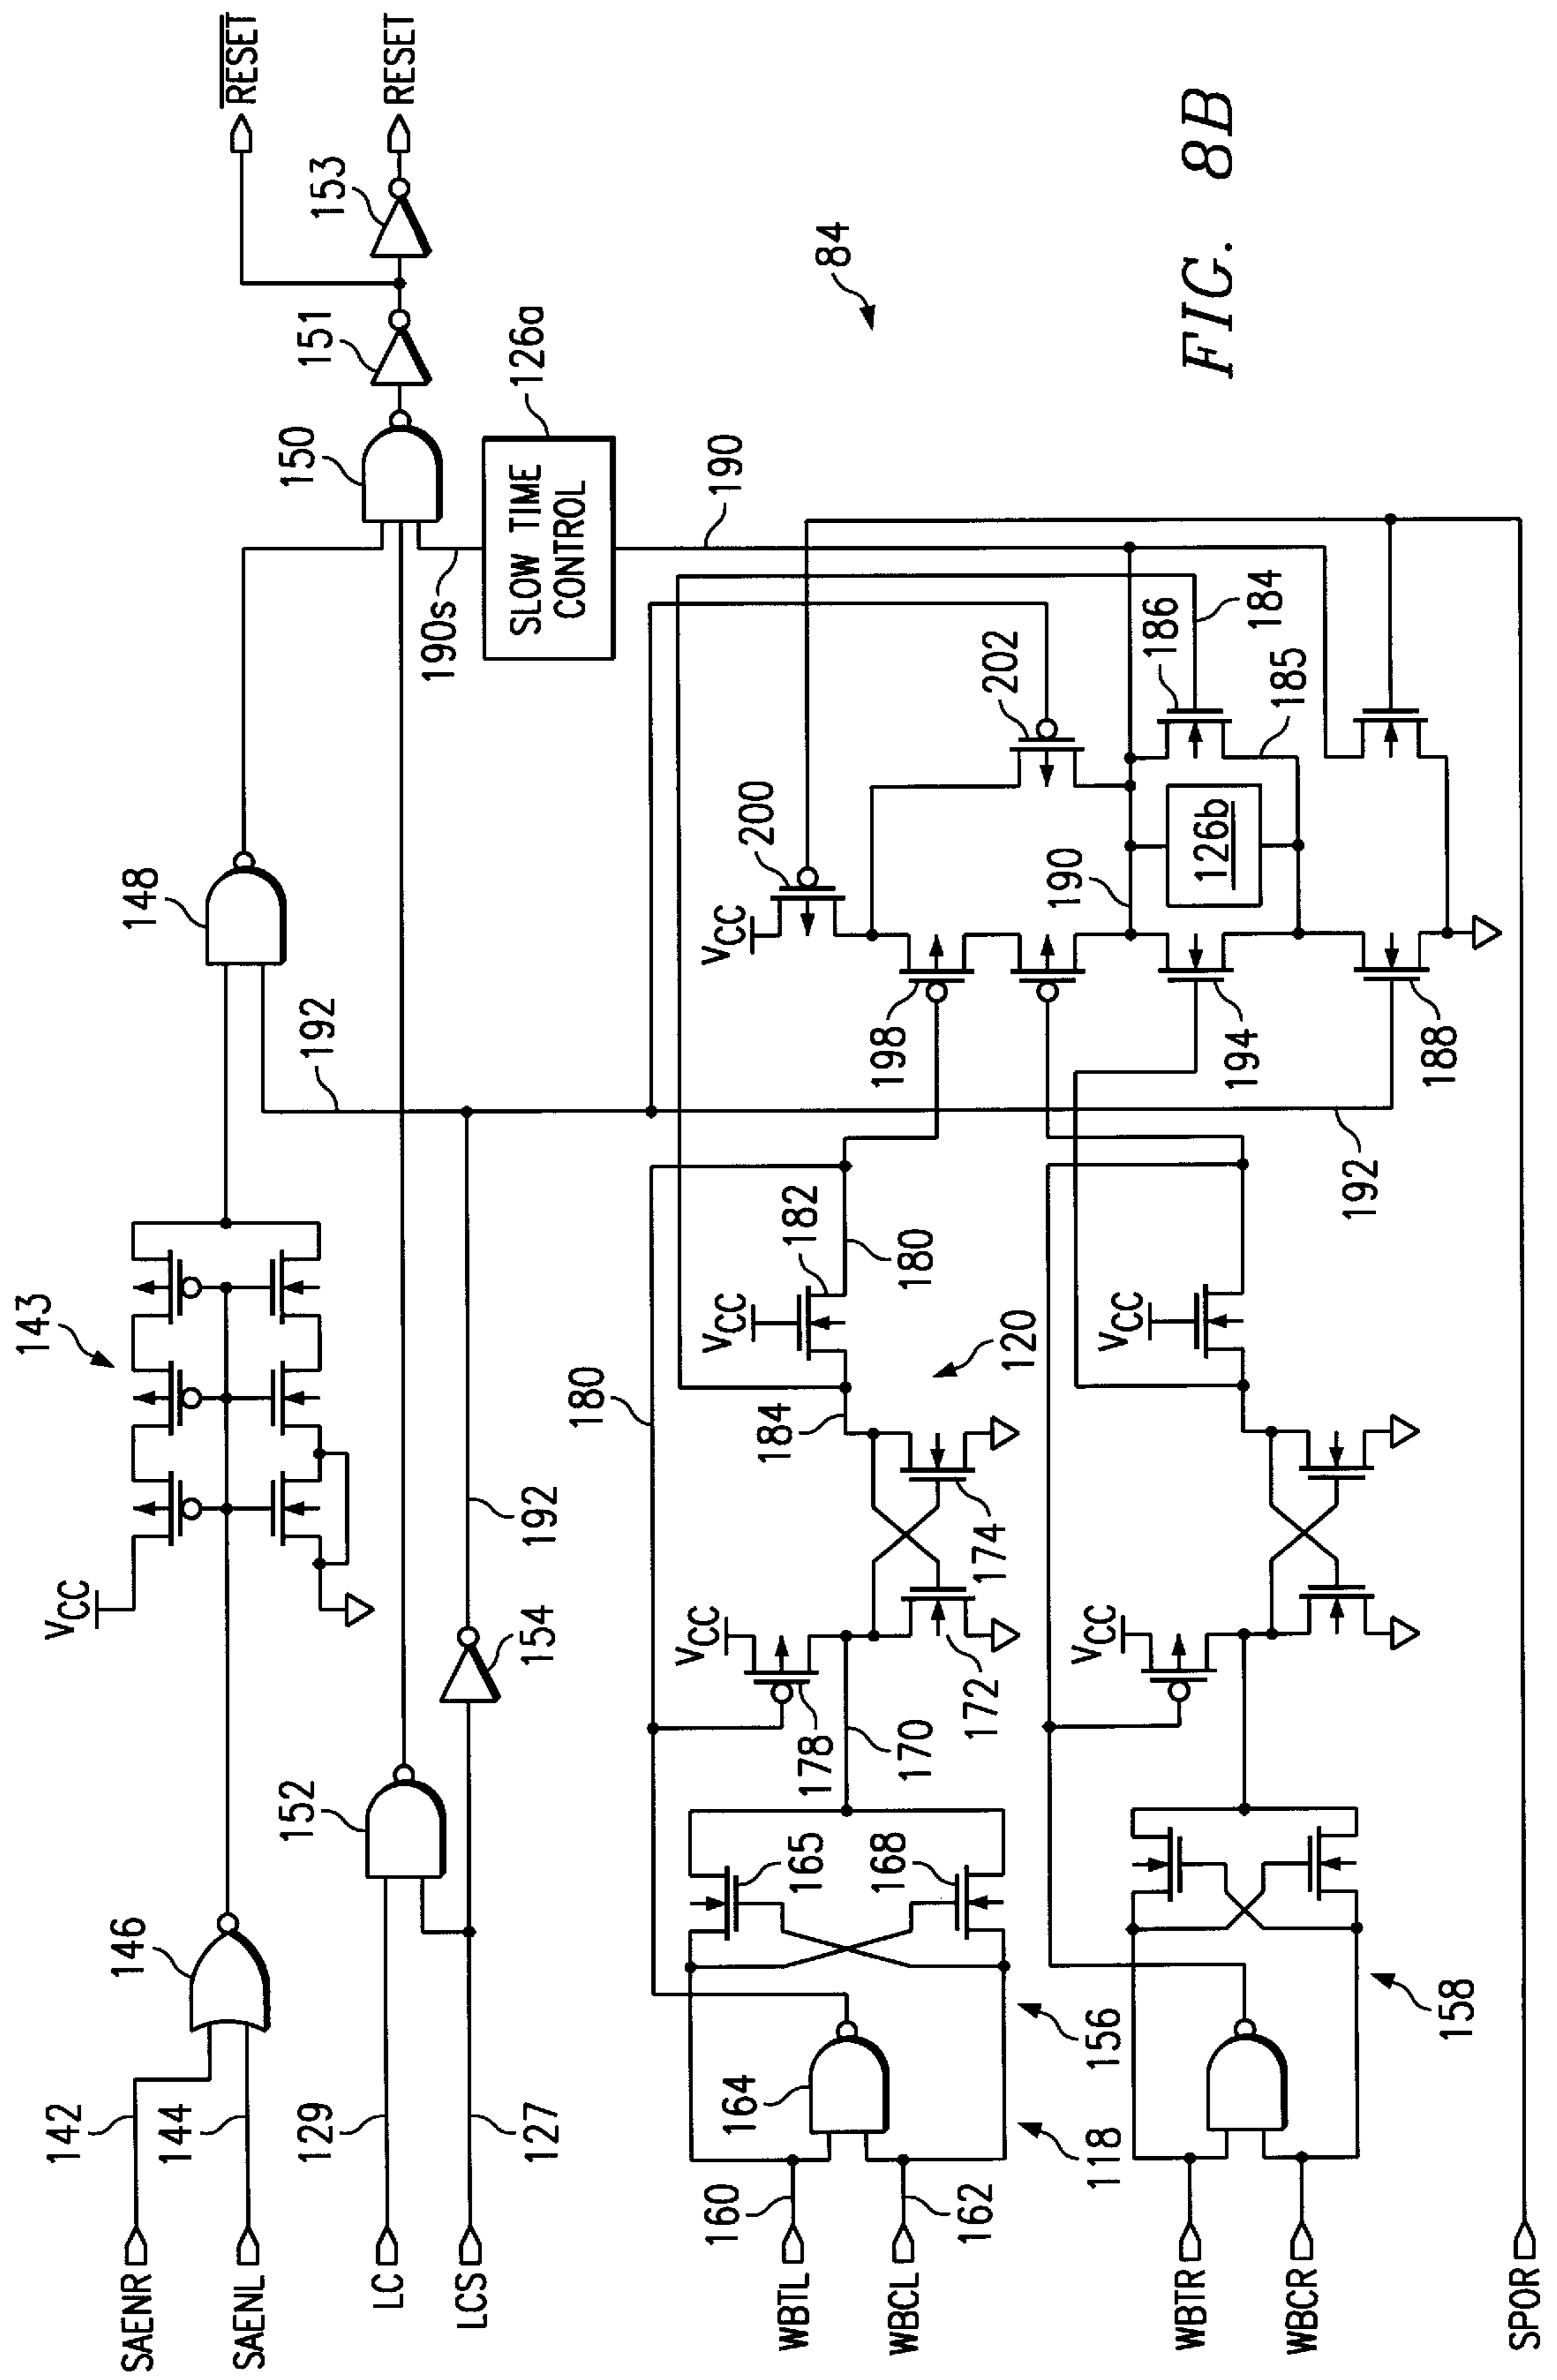 RESET
RESET
153
151
150
126a
SLOW TIME
CONTROL
190s
190
84
FIG. 8B
148
192
143
VCC
146
142
144
SAENR
SAENL
152
154
192
129
127
LC
LCS
200
VCC
202
198
190
126b
186
184
185
194
188
192
182
180
VCC
120
184
180
174
172
VCC
178
170
VCC
VCC
165
168
164
156
118
158
160
162
WBTL
WBCL
WBTR
WBCR
SPOR